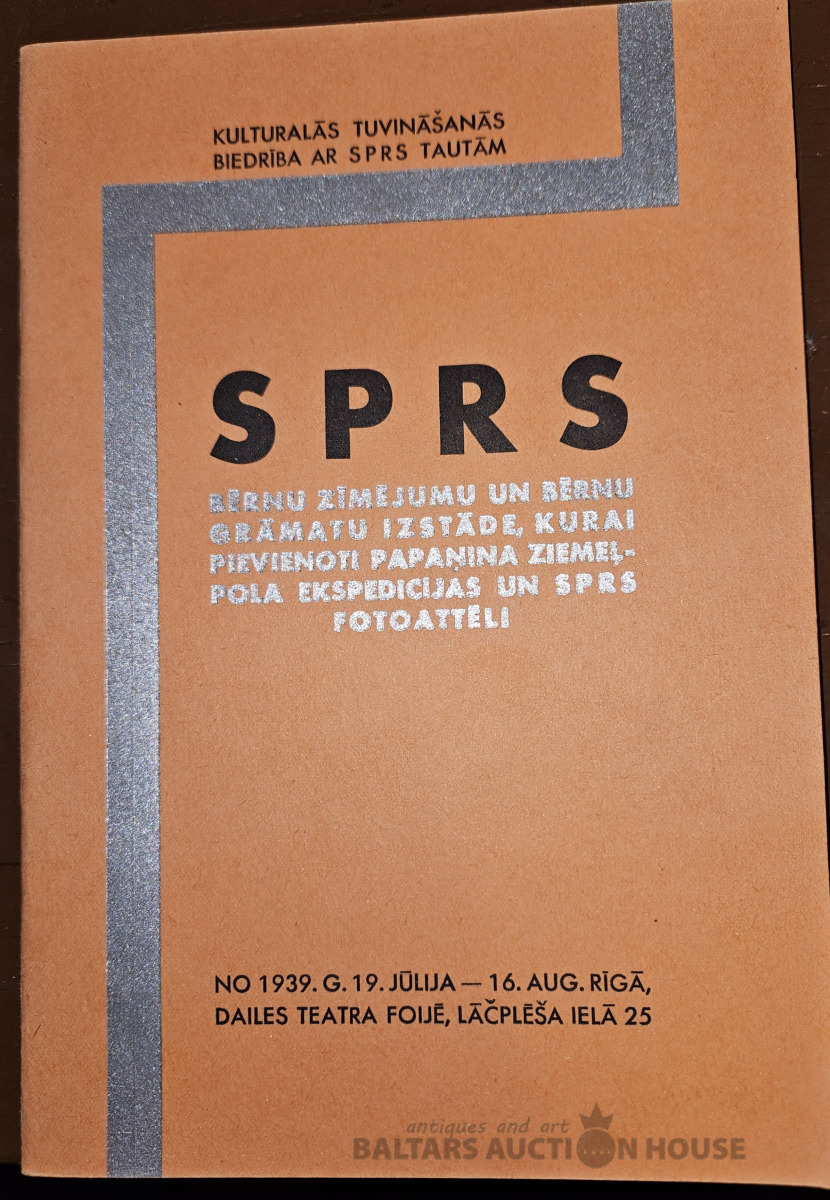 KULTURALĀS TUVINĀŠANĀS
BIEDRĪBA AR SPRS TAUTĀM
SPRS
BĒRNU ZĪMĒJUMU UN BĒRNU
GRĀMATU IZSTĀDE, KURAI
PIEVIENOTI PAPAŅINA ZIEMEĻ-
POLA EKSPEDICIJAS UN SPRS
FOTOATTĒLI
NO 1939. G. 19. JŪLIJA — 16. AUG. RĪGĀ,
DAILES TEATRA FOIJĒ, LĀČPLĒŠA IELĀ 25
antiques and art
BALTARS AUCTION HOUSE